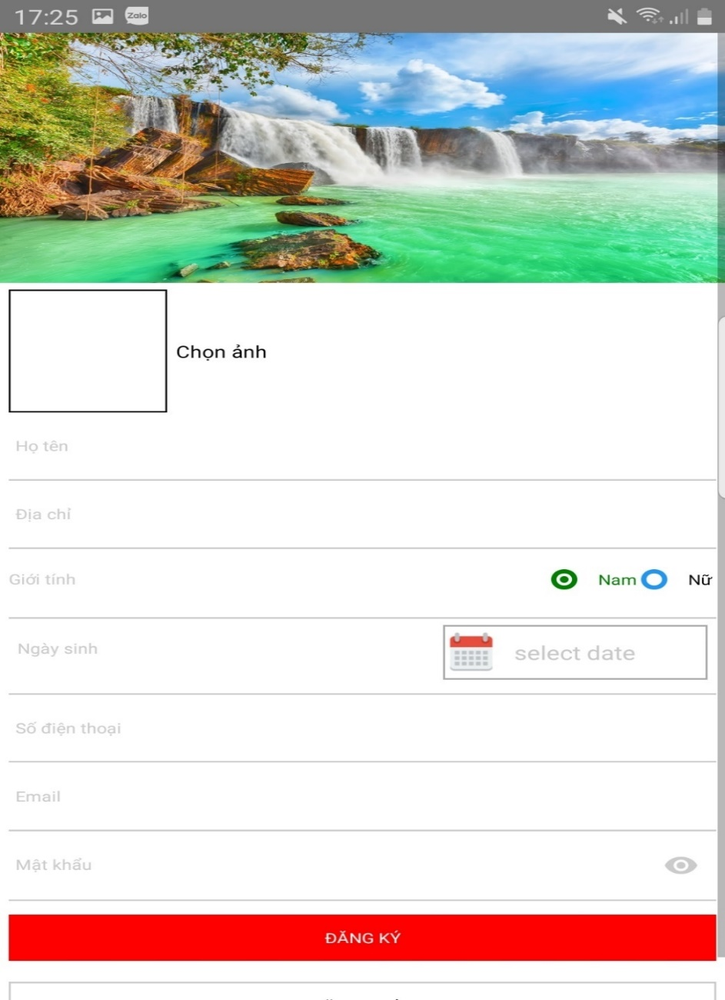 17:25 Zalo
Chọn ảnh
Họ tên
Địa chỉ
Giới tính Nam Nữ
Ngày sinh select date
Số điện thoại
Email
Mật khẩu
ĐĂNG KÝ